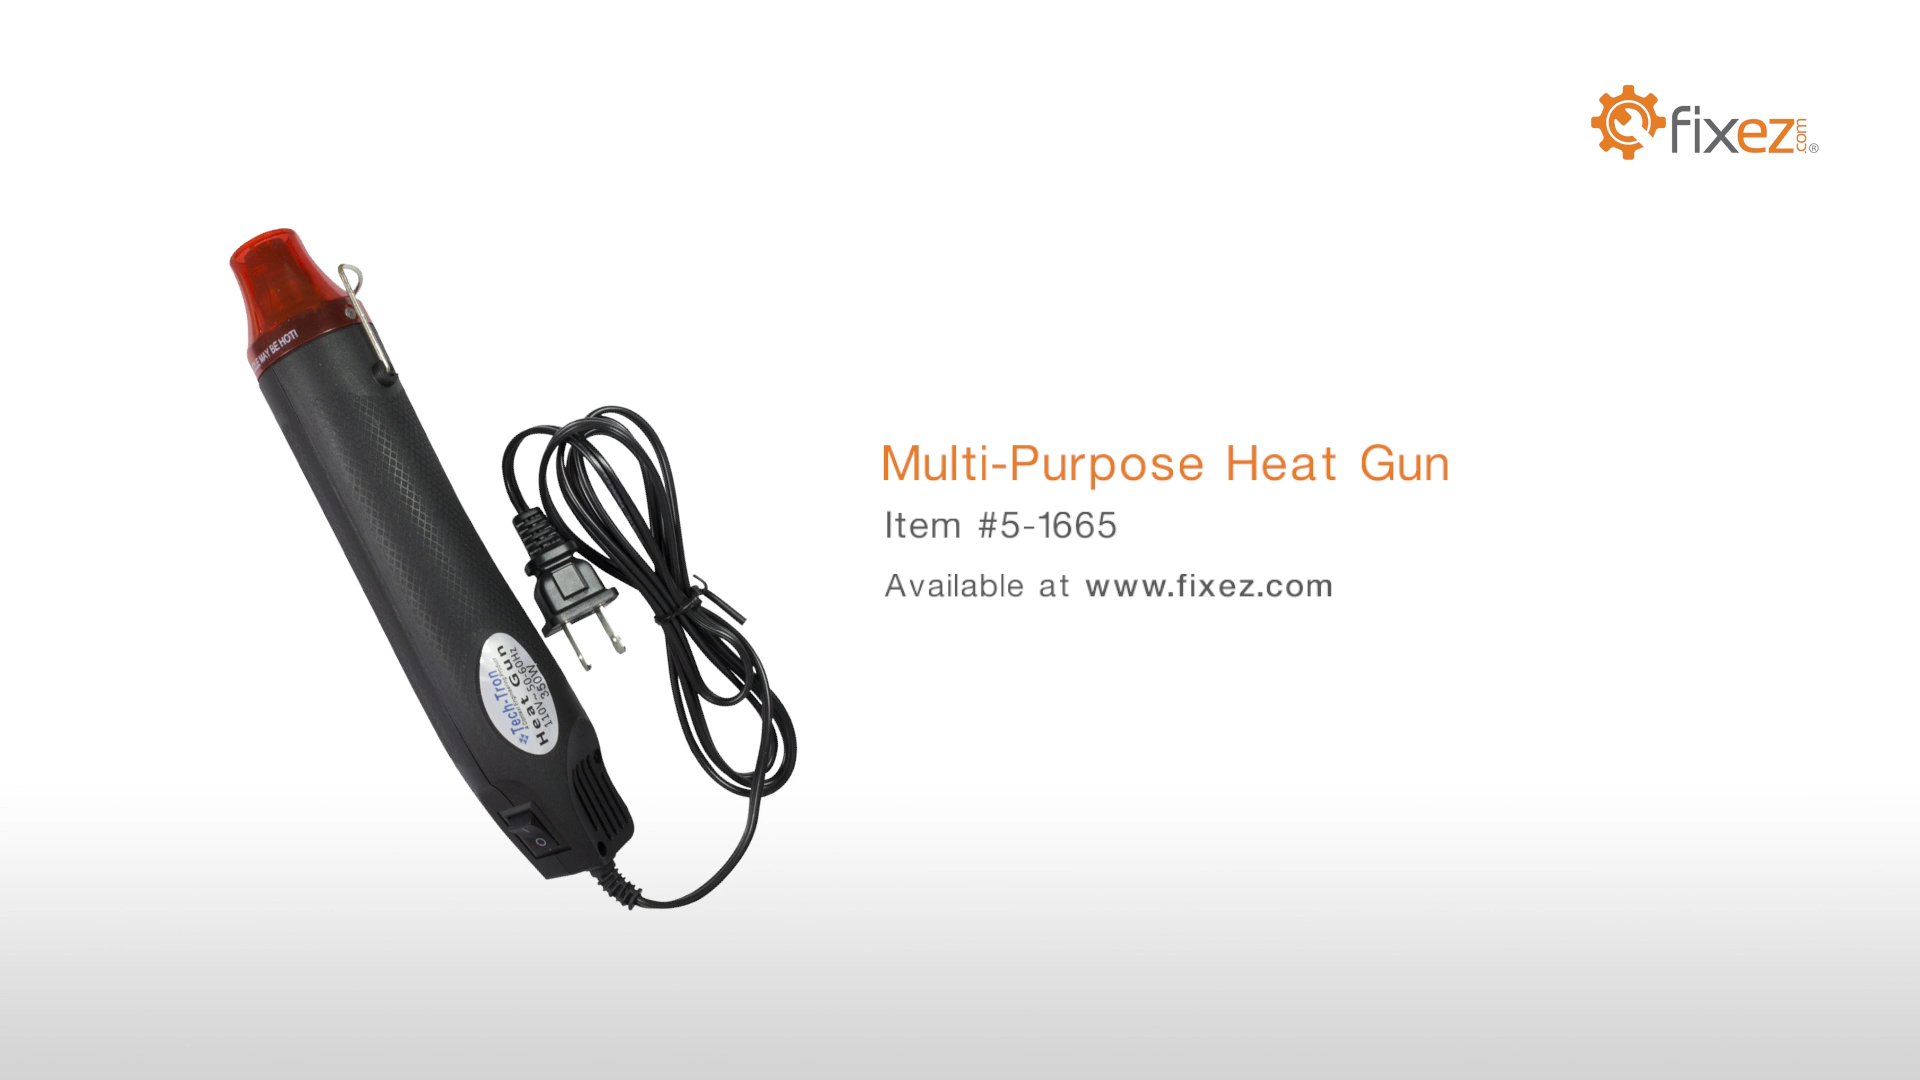 fixez.com®
Multi-Purpose Heat Gun
Item #5-1665
Available at www.fixez.com
MAY BE HOT!
Tech-Tron
Heat Gun
110V~50-60Hz
350W